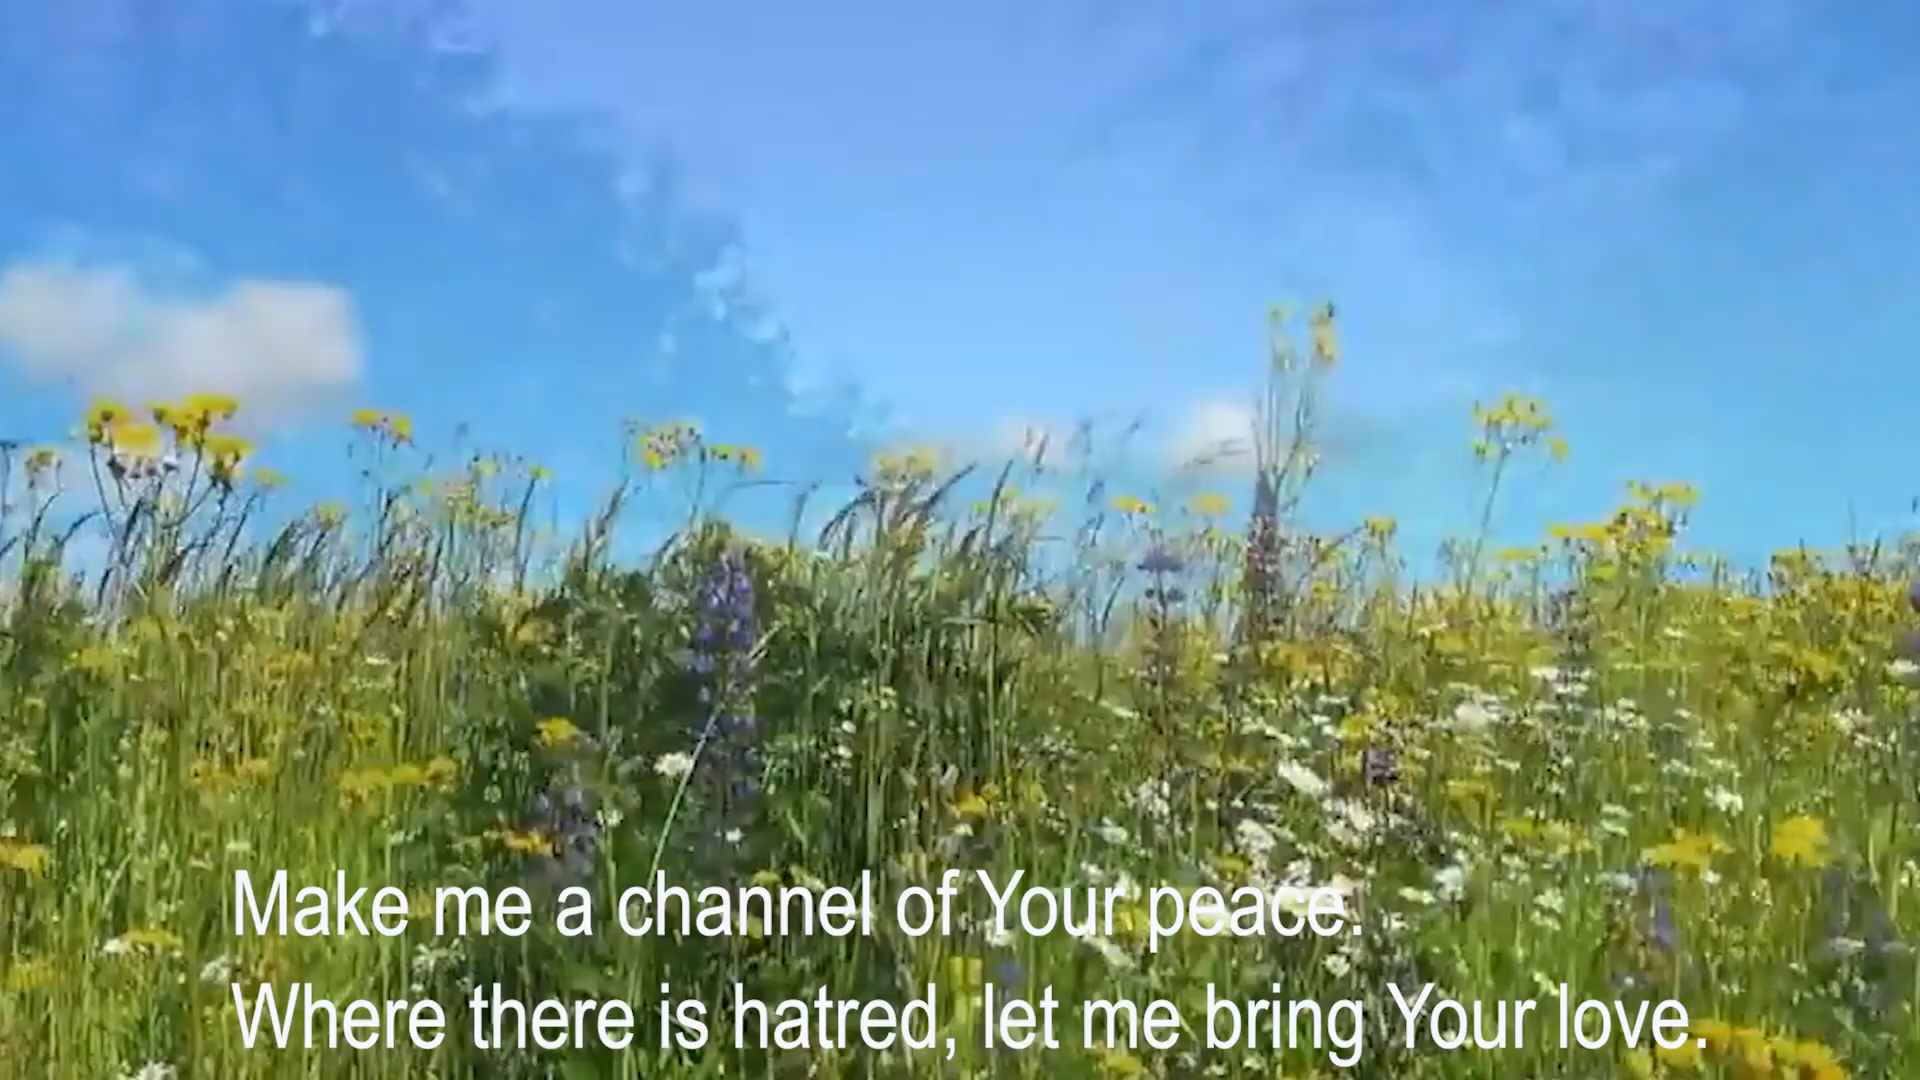 Make me a channel of Your peace.
Where there is hatred, let me bring Your love.